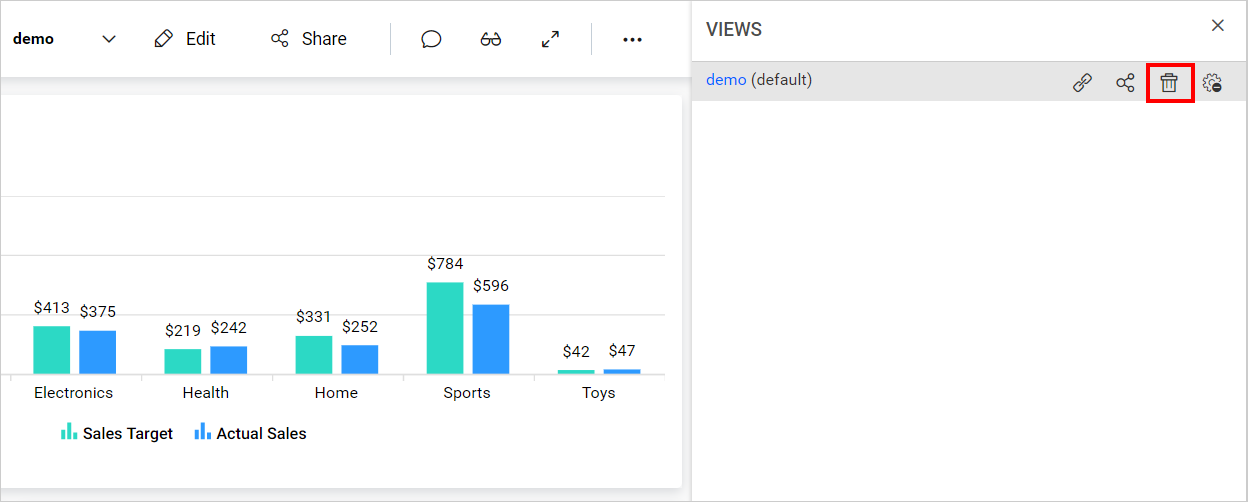 demo Edit Share
VIEWS
demo (default)
$413 $375 $219 $242 $331 $252 $784 $596 $42 $47
Electronics Health Home Sports Toys
Sales Target Actual Sales